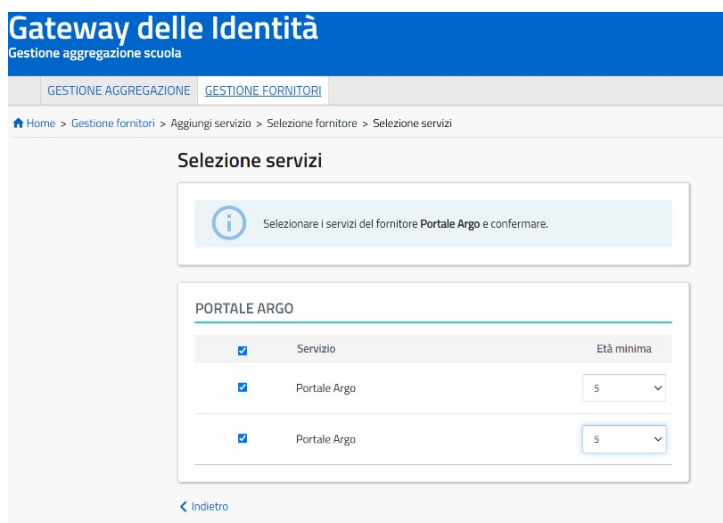 Gateway delle Identità
Gestione aggregazione scuola
GESTIONE AGGREGAZIONE GESTIONE FORNITORI
Home > Gestione fornitori > Aggiungi servizio > Selezione fornitore > Selezione servizi
Selezione servizi
Selezionare i servizi del fornitore Portale Argo e confermare.
PORTALE ARGO
Servizio Età minima
Portale Argo 5
Portale Argo 5
Indietro